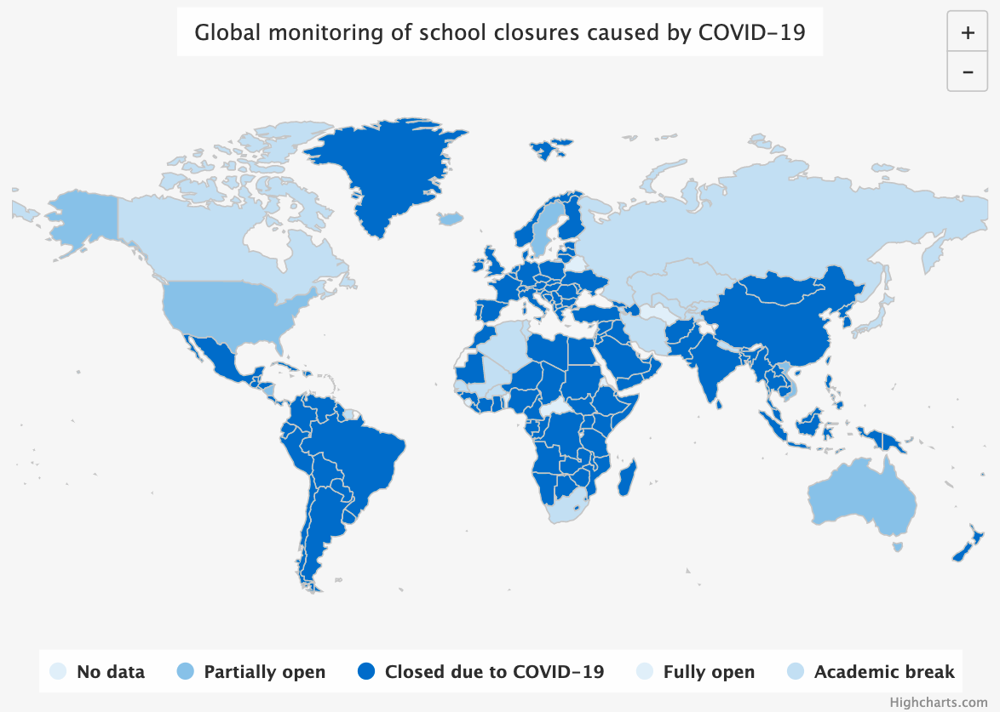 Global monitoring of school closures caused by COVID-19
+
−
No data
Partially open
Closed due to COVID-19
Fully open
Academic break
Highcharts.com